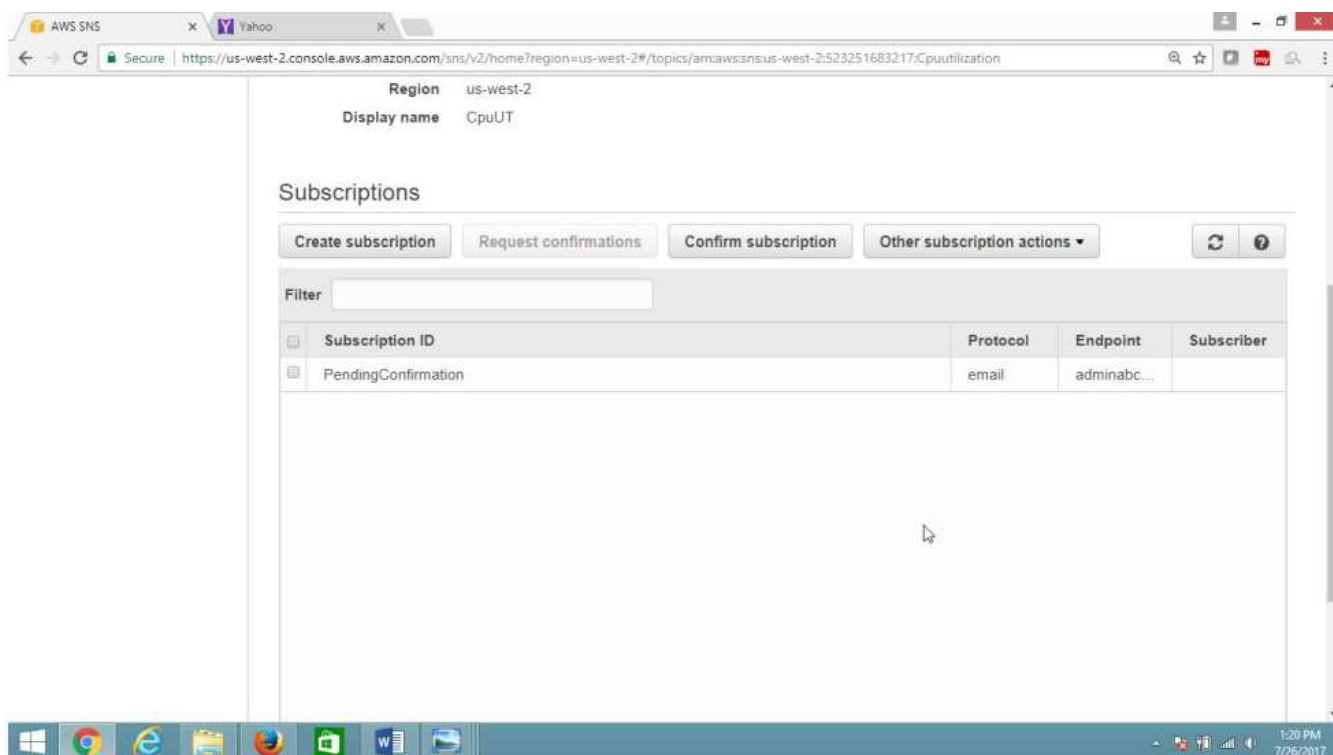 AWS SNS
Yahoo
Secure | https://us-west-2.console.aws.amazon.com/sns/v2/home?region=us-west-2#/topics/arn:aws:sns:us-west-2:523251683217:Cpuutilization
my
Region us-west-2
Display name CpuUT
Subscriptions
Create subscription Request confirmations Confirm subscription Other subscription actions
Filter
Subscription ID Protocol Endpoint Subscriber
PendingConfirmation email adminabc...
1:20 PM
7/26/2017